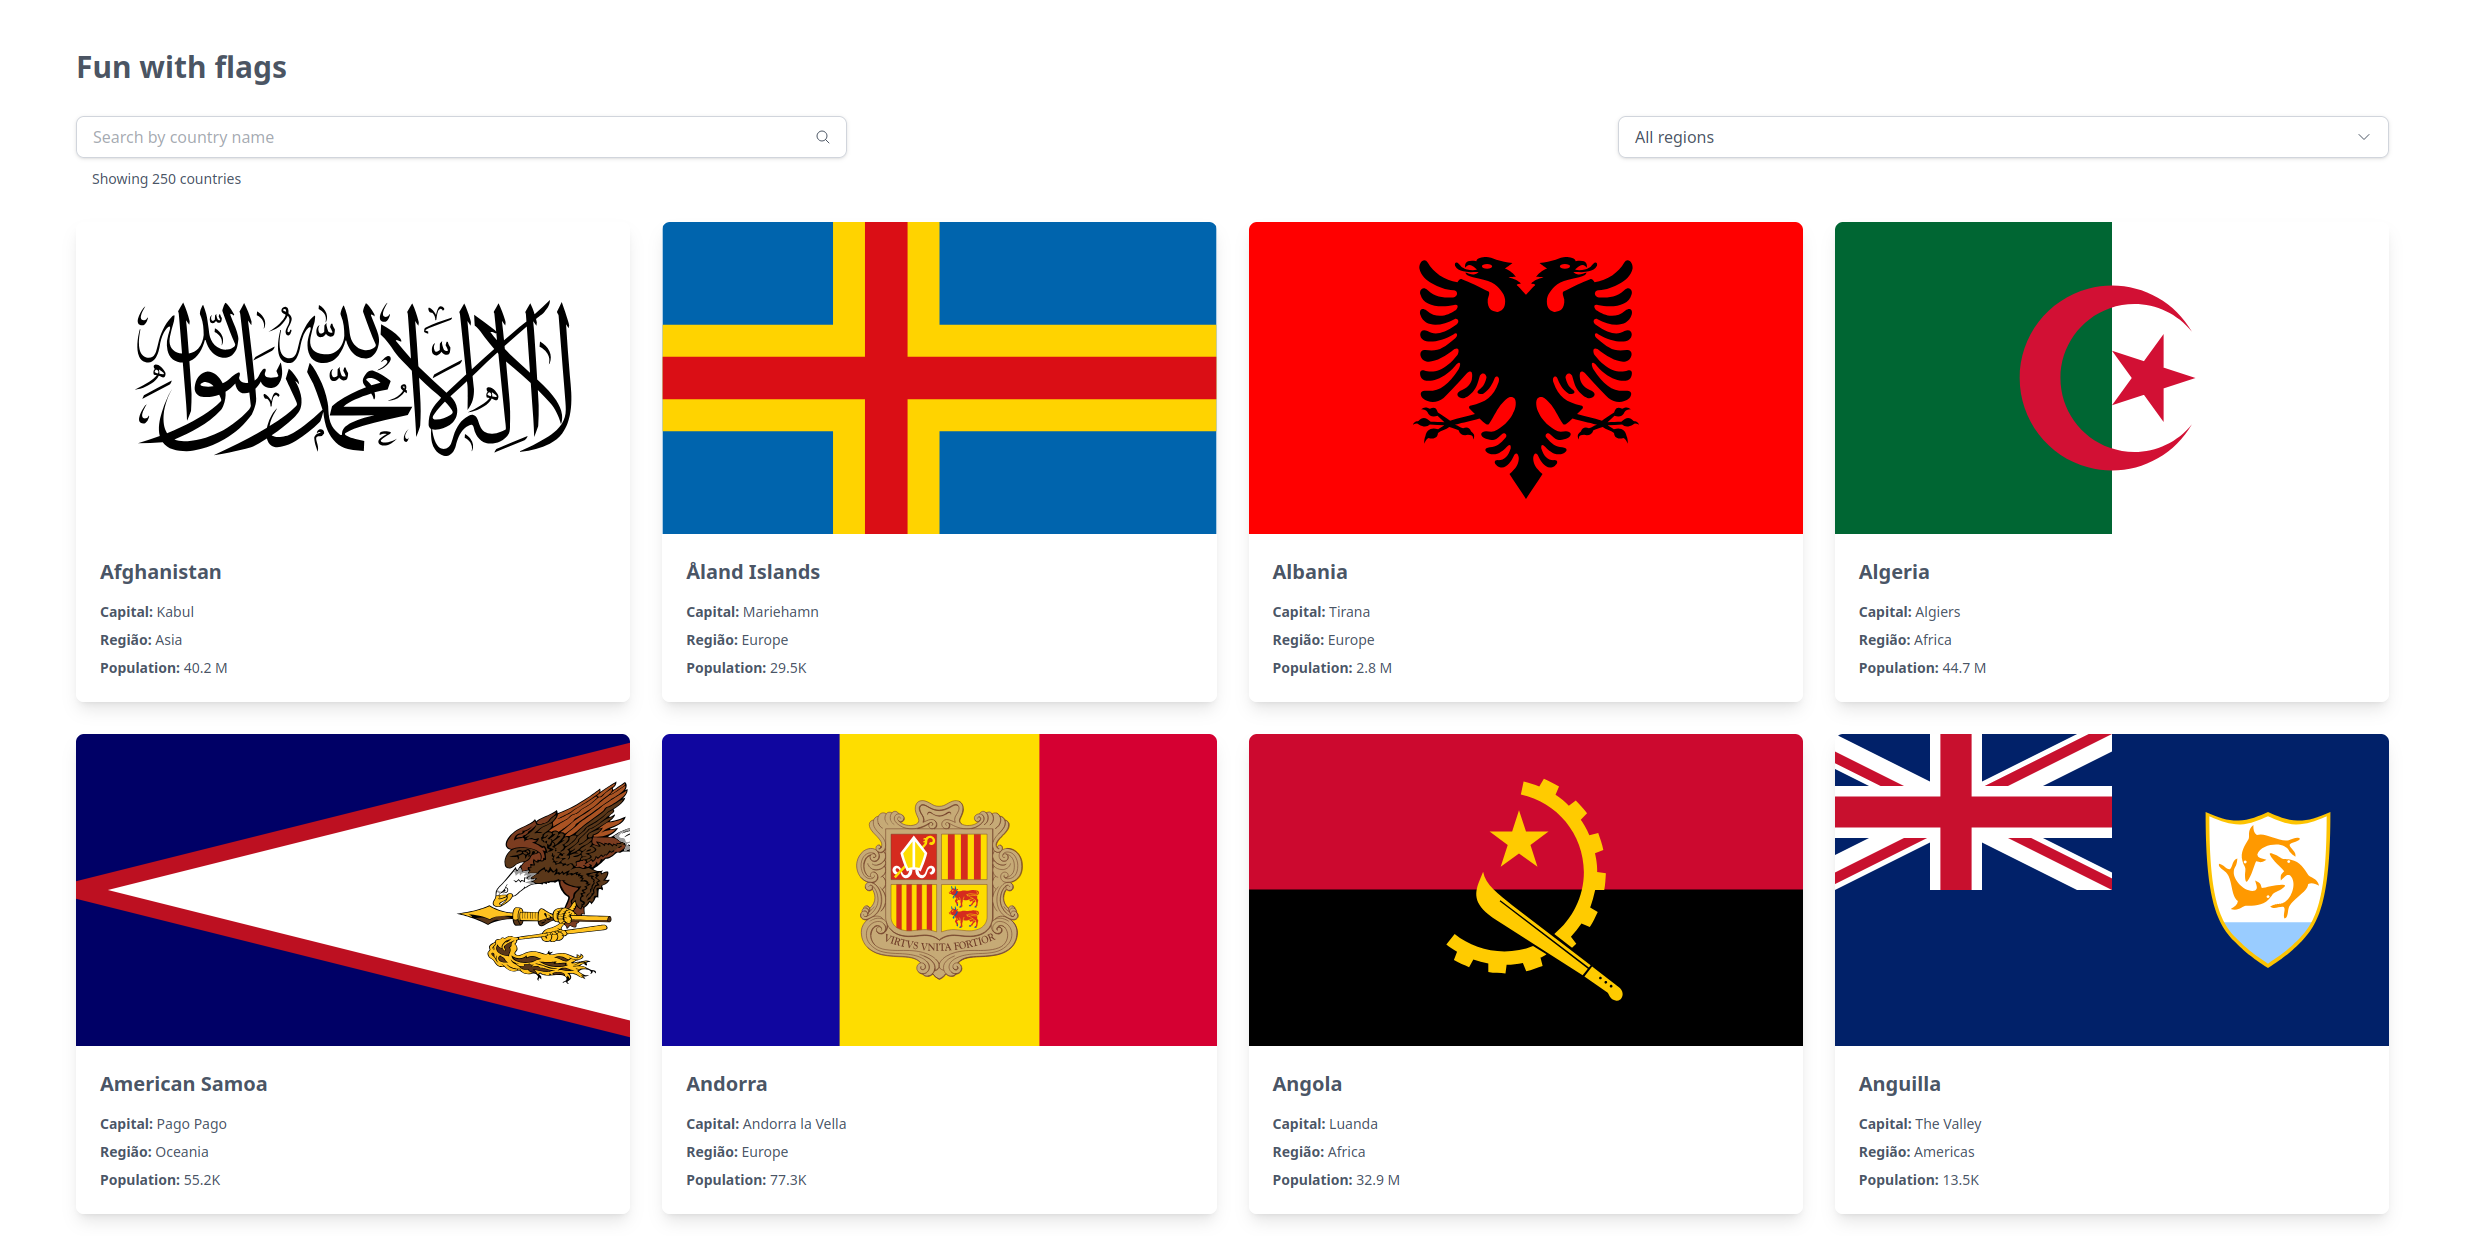 Fun with flags
Search by country name
All regions
Showing 250 countries
لا إله إلا الله محمد رسول الله
Afghanistan
Capital: Kabul
Região: Asia
Population: 40.2 M
Åland Islands
Capital: Mariehamn
Região: Europe
Population: 29.5K
Albania
Capital: Tirana
Região: Europe
Population: 2.8 M
Algeria
Capital: Algiers
Região: Africa
Population: 44.7 M
VIRTVS VNITA FORTIOR
American Samoa
Capital: Pago Pago
Região: Oceania
Population: 55.2K
Andorra
Capital: Andorra la Vella
Região: Europe
Population: 77.3K
Angola
Capital: Luanda
Região: Africa
Population: 32.9 M
Anguilla
Capital: The Valley
Região: Americas
Population: 13.5K